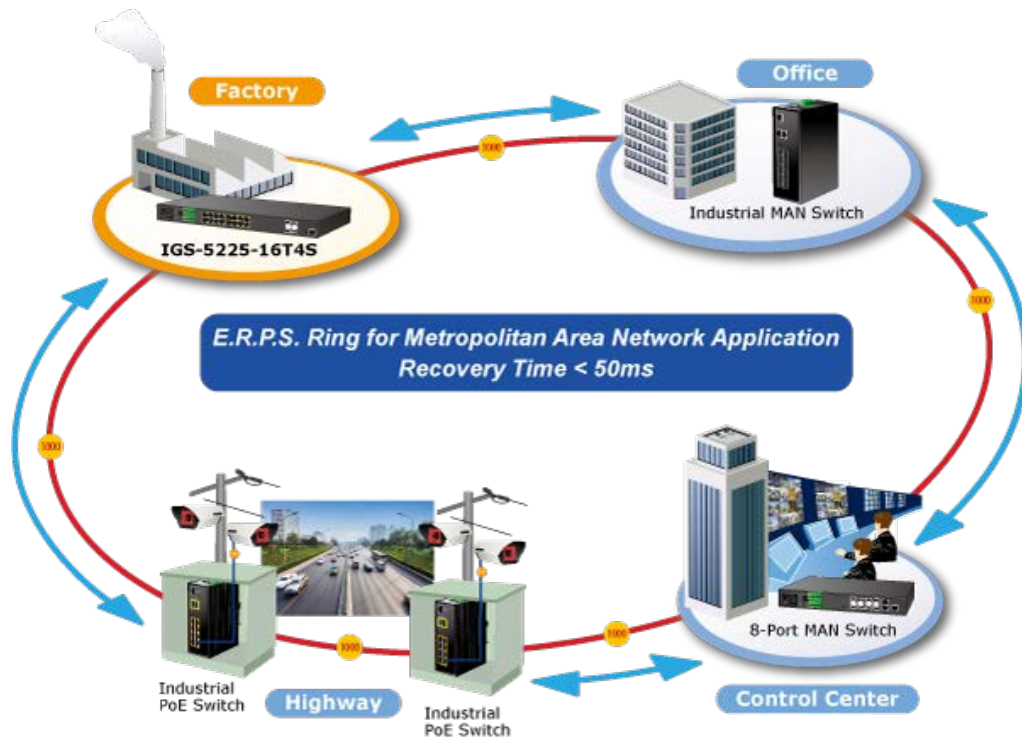 Factory
Office
1000
Industrial MAN Switch
IGS-5225-16T4S
1000
E.R.P.S. Ring for Metropolitan Area Network Application
Recovery Time < 50ms
1000
8-Port MAN Switch
1000
1000
Industrial
PoE Switch
Highway
Industrial
PoE Switch
Control Center